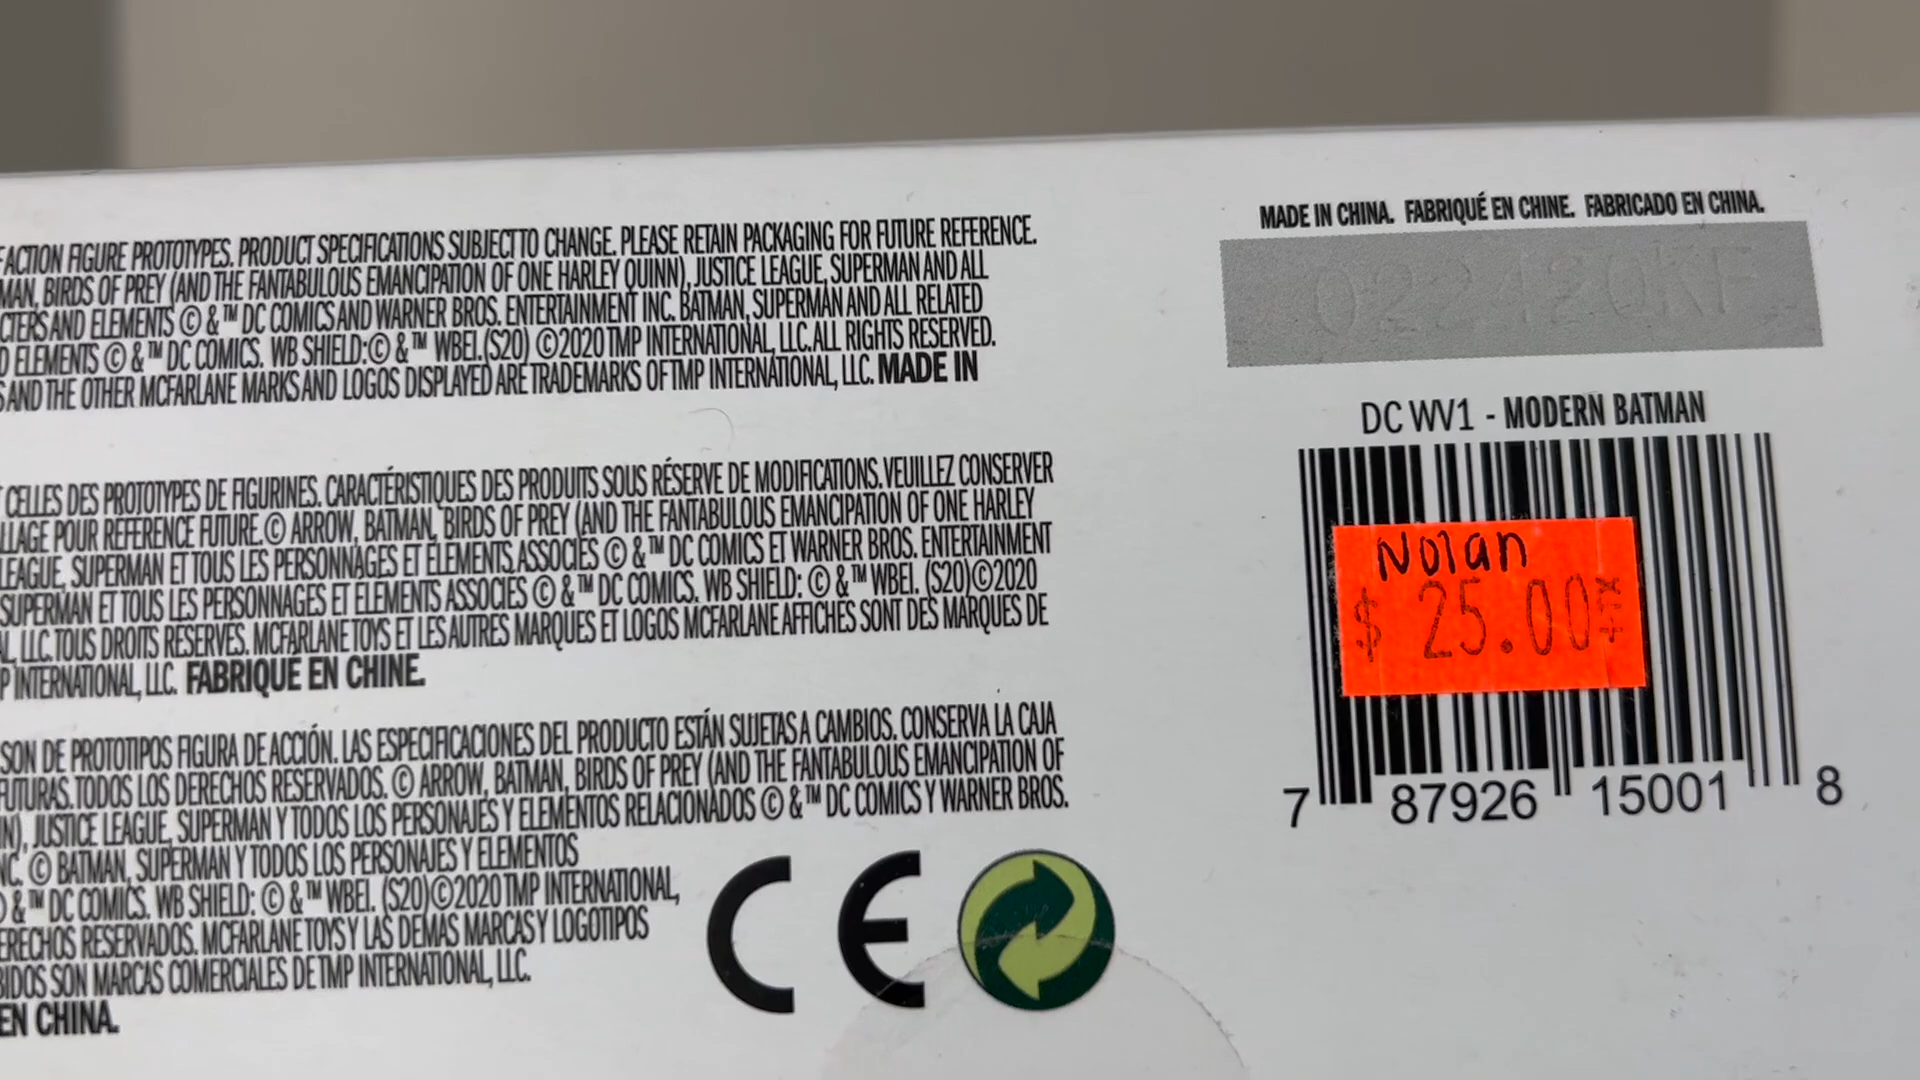 ACTION FIGURE PROTOTYPES. PRODUCT SPECIFICATIONS SUBJECT TO CHANGE. PLEASE RETAIN PACKAGING FOR FUTURE REFERENCE.
MAN, BIRDS OF PREY (AND THE FANTABULOUS EMANCIPATION OF ONE HARLEY QUINN), JUSTICE LEAGUE, SUPERMAN AND ALL
CTERS AND ELEMENTS © & ™ DC COMICS AND WARNER BROS. ENTERTAINMENT INC. BATMAN, SUPERMAN AND ALL RELATED
D ELEMENTS © & ™ DC COMICS. WB SHIELD: © & ™ WBEI. (S20) ©2020 TMP INTERNATIONAL, LLC. ALL RIGHTS RESERVED.
S AND THE OTHER MCFARLANE MARKS AND LOGOS DISPLAYED ARE TRADEMARKS OF TMP INTERNATIONAL, LLC. MADE IN
CELLES DES PROTOTYPES DE FIGURINES. CARACTÉRISTIQUES DES PRODUITS SOUS RÉSERVE DE MODIFICATIONS. VEUILLEZ CONSERVER
LLAGE POUR RÉFÉRENCE FUTURE. © ARROW, BATMAN, BIRDS OF PREY (AND THE FANTABULOUS EMANCIPATION OF ONE HARLEY
LEAGUE, SUPERMAN ET TOUS LES PERSONNAGES ET ÉLÉMENTS ASSOCIÉS © & ™ DC COMICS ET WARNER BROS. ENTERTAINMENT
SUPERMAN ET TOUS LES PERSONNAGES ET ÉLÉMENTS ASSOCIÉS © & ™ DC COMICS. WB SHIELD: © & ™ WBEI. (S20) ©2020
L, LLC. TOUS DROITS RÉSERVÉS. MCFARLANE TOYS ET LES AUTRES MARQUES ET LOGOS MCFARLANE AFFICHÉS SONT DES MARQUES DE
P INTERNATIONAL, LLC. FABRIQUÉ EN CHINE.
SON DE PROTOTIPOS FIGURA DE ACCIÓN. LAS ESPECIFICACIONES DEL PRODUCTO ESTÁN SUJETAS A CAMBIOS. CONSERVA LA CAJA
FUTURAS. TODOS LOS DERECHOS RESERVADOS. © ARROW, BATMAN, BIRDS OF PREY (AND THE FANTABULOUS EMANCIPATION OF
N), JUSTICE LEAGUE, SUPERMAN Y TODOS LOS PERSONAJES Y ELEMENTOS RELACIONADOS © & ™ DC COMICS Y WARNER BROS.
NC. © BATMAN, SUPERMAN Y TODOS LOS PERSONAJES Y ELEMENTOS
& ™ DC COMICS. WB SHIELD: © & ™ WBEI. (S20) ©2020 TMP INTERNATIONAL,
ERECHOS RESERVADOS. MCFARLANE TOYS Y LAS DEMAS MARCAS Y LOGOTIPOS
BIDOS SON MARCAS COMERCIALES DE TMP INTERNATIONAL, LLC.
EN CHINA.
CE
MADE IN CHINA. FABRIQUÉ EN CHINE. FABRICADO EN CHINA.
022420KF
DC WV1 - MODERN BATMAN
Nolan
$ 25.00
7 87926 15001 8